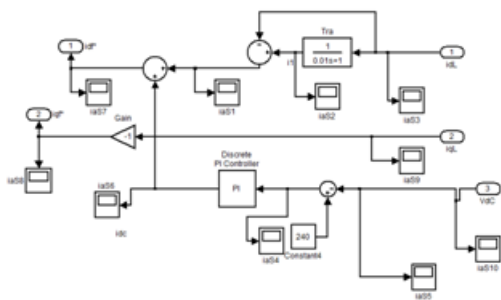 Tra
1
idf*
1
0.01s+1
1
idL
i1
iaS7
iaS1
iaS2
iaS3
2
iqf*
Gain
-1
2
iqL
iaS8
Discrete
PI Controller
iaS9
iaS6
PI
3
VdC
idc
240
Constant4
iaS4
iaS10
iaS5